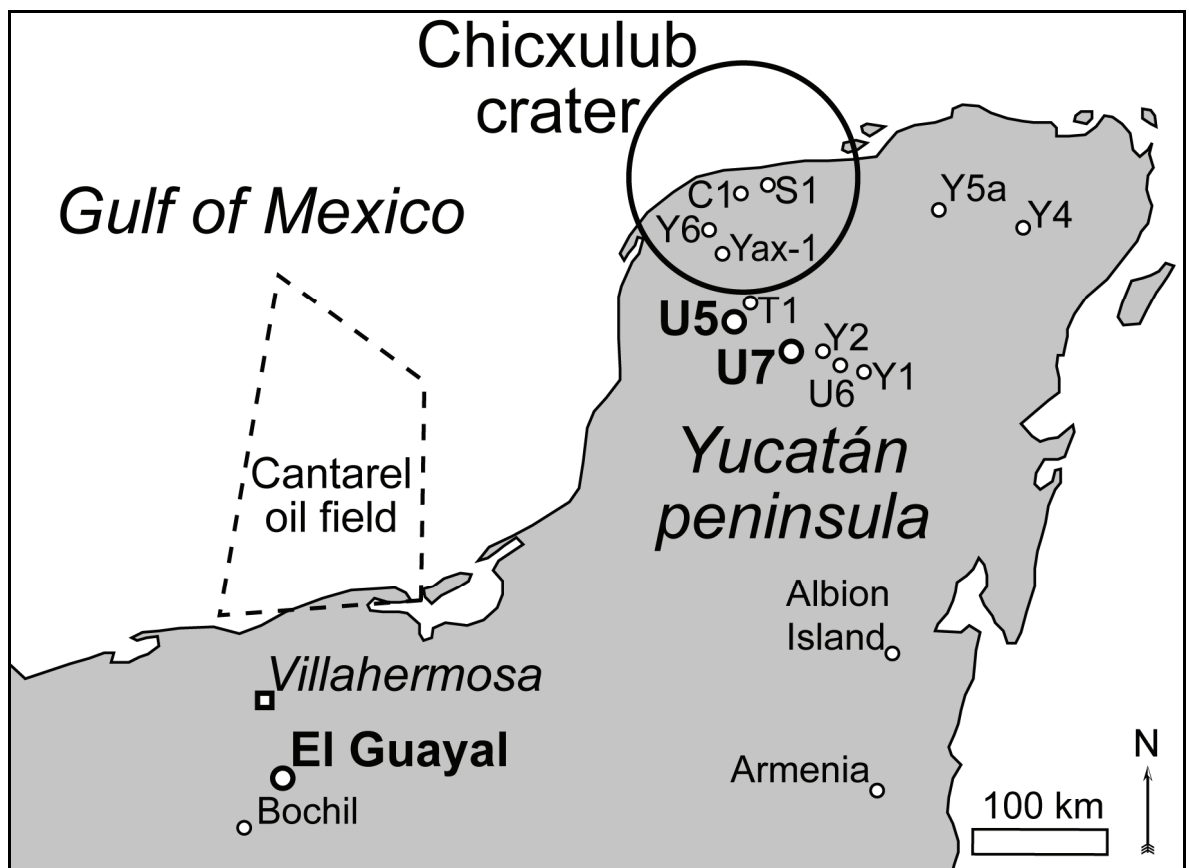 Chicxulub
crater
Gulf of Mexico
C1
S1
Y6
Yax-1
Y5a
Y4
U5
T1
U7
Y2
U6
Y1
Yucatán
peninsula
Cantarel
oil field
Albion
Island
Villahermosa
El Guayal
Bochil
Armenia
N
100 km